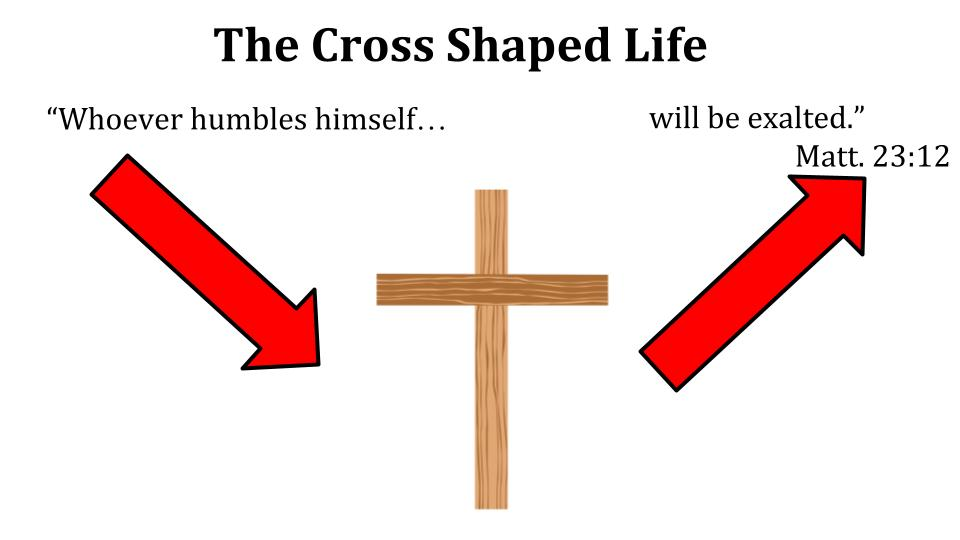 The Cross Shaped Life
“Whoever humbles himself…
will be exalted.”
Matt. 23:12